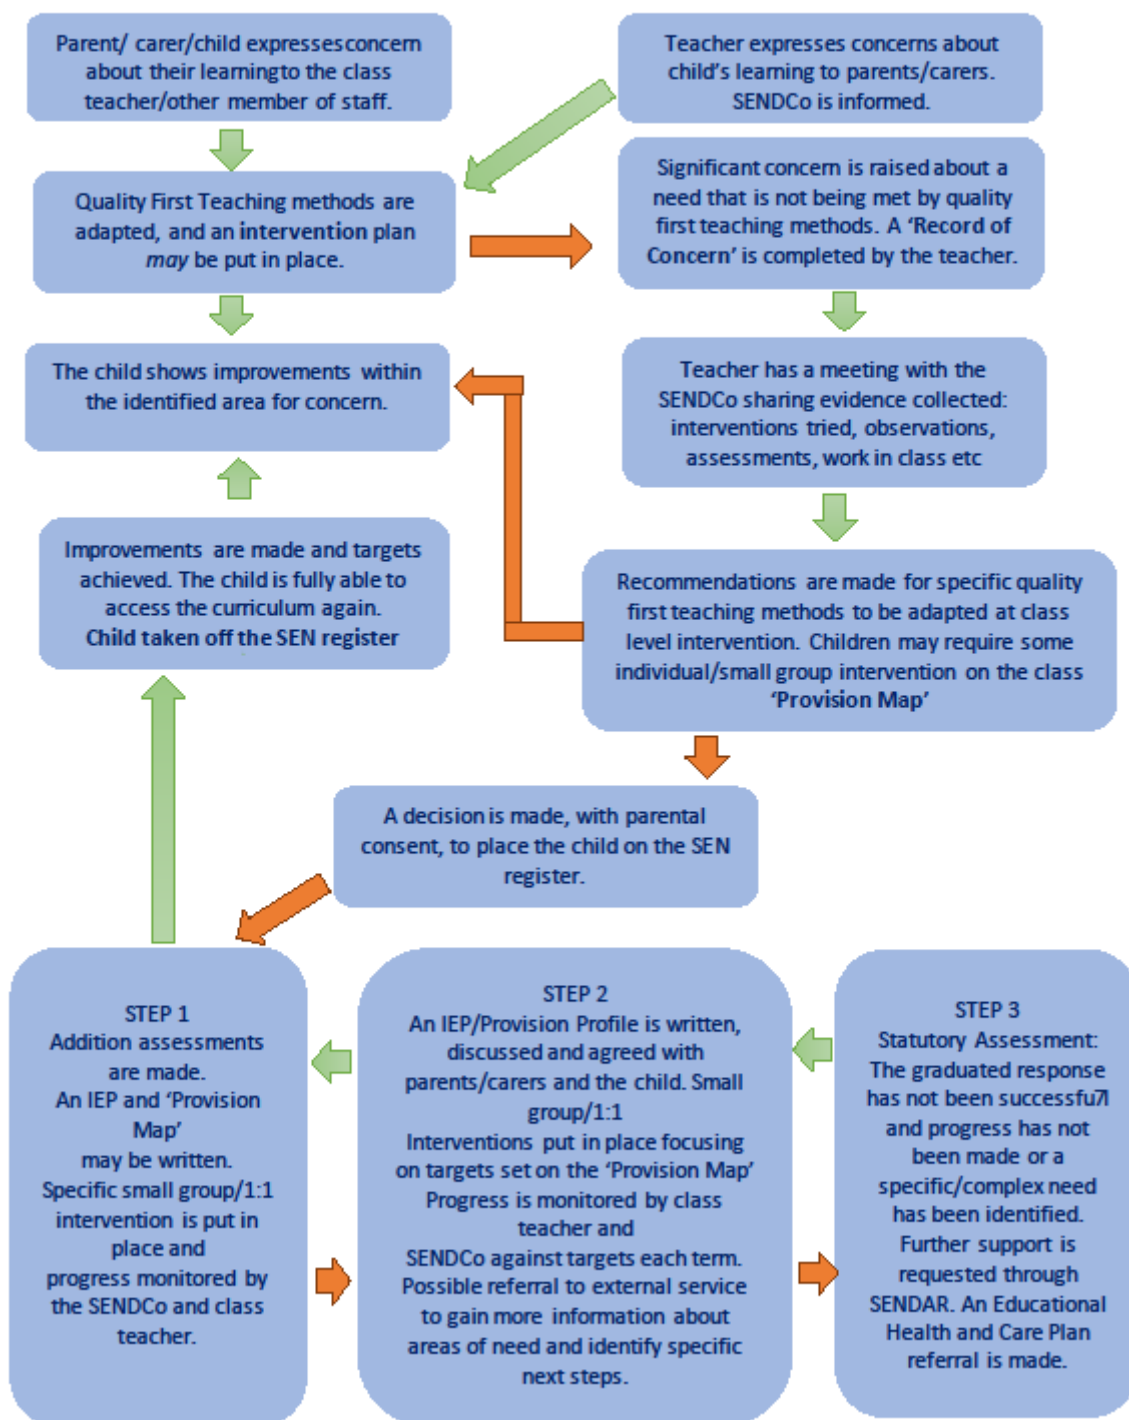 Parent/ carer/child expressesconcern
about their learningto the class
teacher/other member of staff.
Teacher expresses concerns about
child's learning to parents/carers.
SENDCo is informed.
Quality First Teaching methods are
adapted, and an intervention plan
may be put in place.
Significant concern is raised about a
need that is not being met by quality
first teaching methods. A 'Record of
Concern' is completed by the teacher.
The child shows improvements within
the identified area for concern.
Teacher has a meeting with the
SENDCo sharing evidence collected:
interventions tried, observations,
assessments, work in class etc
Improvements are made and targets
achieved. The child is fully able to
access the curriculum again.
Child taken off the SEN register
Recommendations are made for specific quality
first teaching methods to be adapted at class
level intervention. Children may require some
individual/small group intervention on the class
'Provision Map'
A decision is made, with parental
consent, to place the child on the SEN
register.
STEP 1
Addition assessments
are made.
An IEP and 'Provision
Map'
may be written.
Specific small group/1:1
intervention is put in
place and
progress monitored by
the SENDCo and class
teacher.
STEP 2
An IEP/Provision Profile is written,
discussed and agreed with
parents/carers and the child. Small
group/1:1
Interventions put in place focusing
on targets set on the 'Provision Map'
Progress is monitored by class
teacher and
SENDCo against targets each term.
Possible referral to external service
to gain more information about
areas of need and identify specific
next steps.
STEP 3
Statutory Assessment:
The graduated response
has not been successfu7l
and progress has not
been made or a
specific/complex need
has been identified.
Further support is
requested through
SENDAR. An Educational
Health and Care Plan
referral is made.